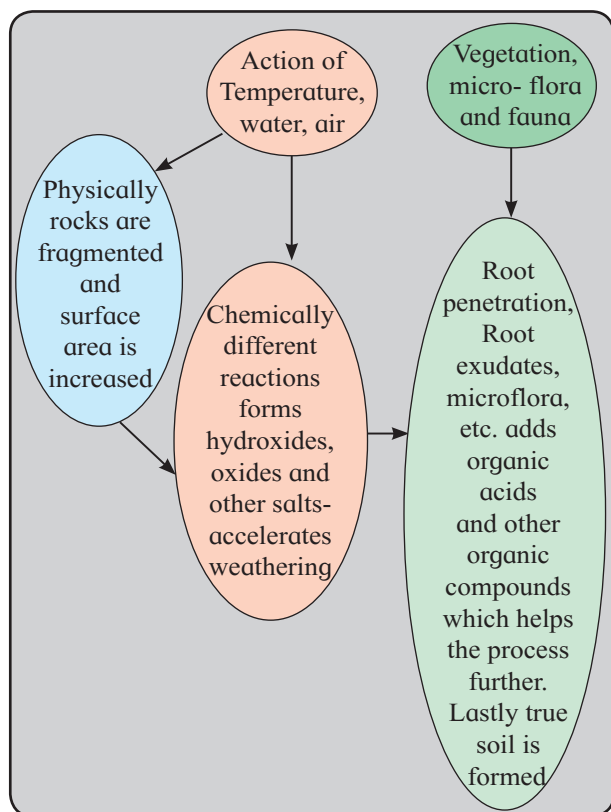 Action of
Temperature,
water, air
Vegetation,
micro- flora
and fauna
Physically
rocks are
fragmented
and
surface
area is
increased
Chemically
different
reactions
forms
hydroxides,
oxides and
other salts-
accelerates
weathering
Root
penetration,
Root
exudates,
microflora,
etc. adds
organic
acids
and other
organic
compounds
which helps
the process
further.
Lastly true
soil is
formed